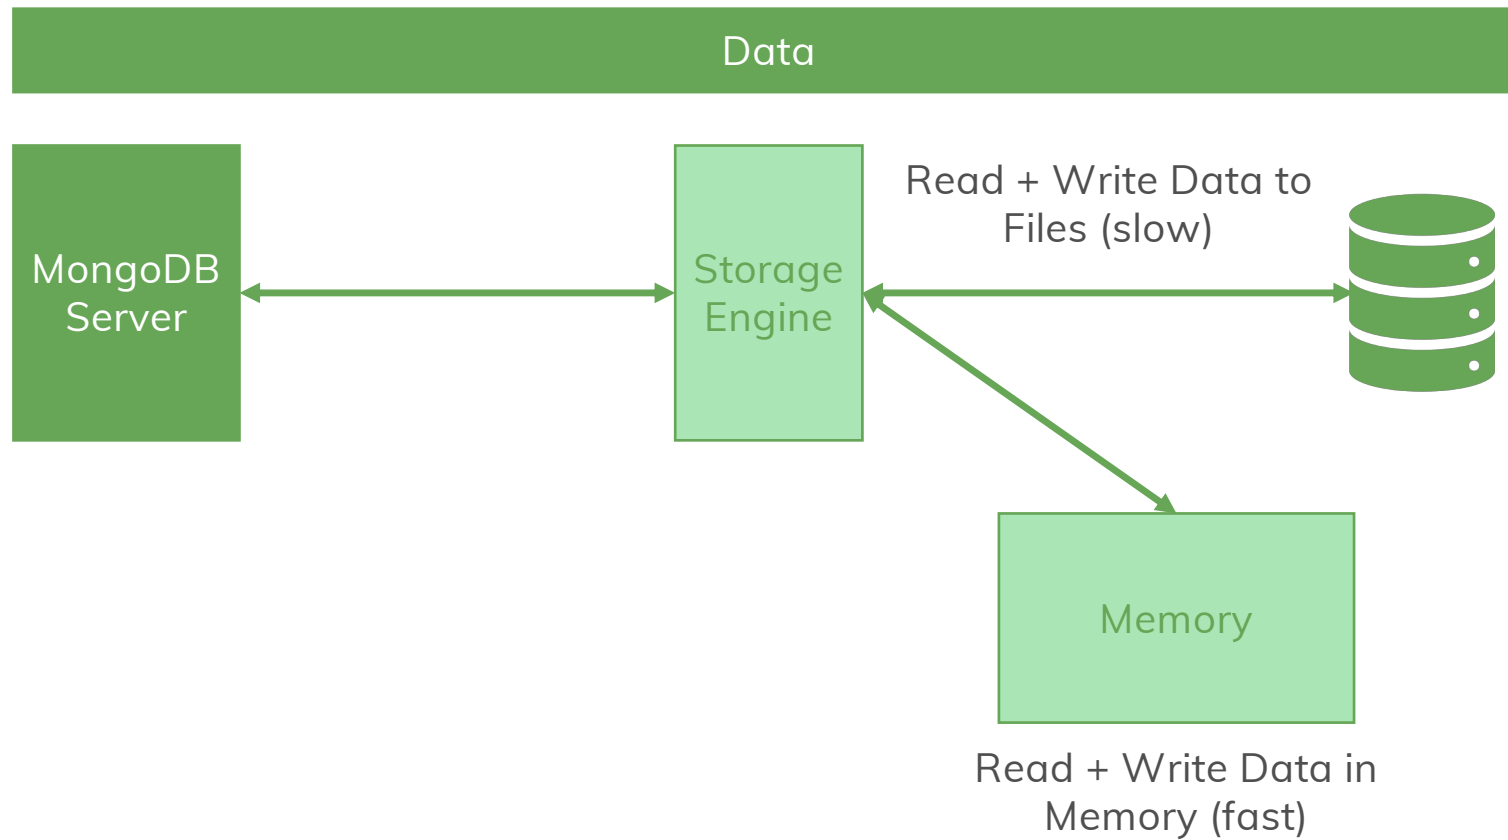 Data
MongoDB
Server
Storage
Engine
Read + Write Data to
Files (slow)
Memory
Read + Write Data in
Memory (fast)